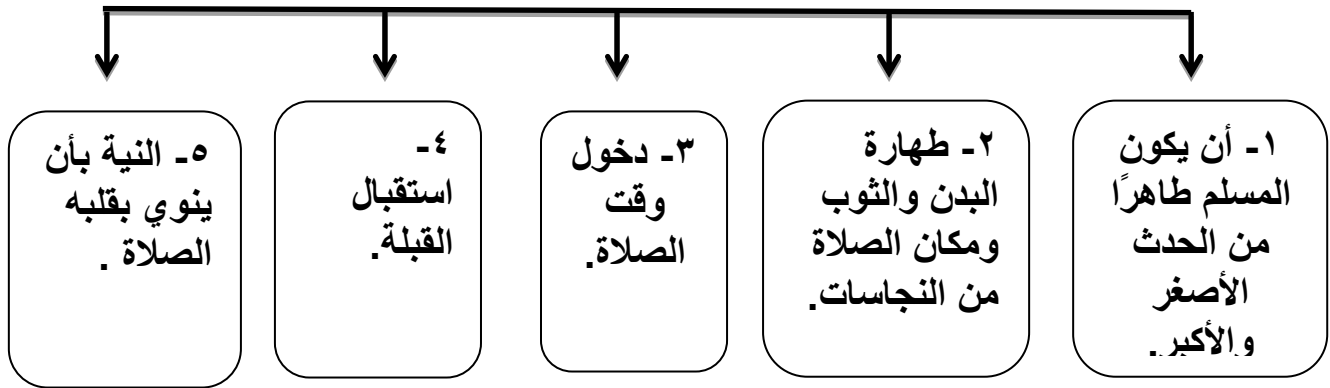 ١- أن يكون
المسلم طاهرًا
من الحدث
الأصغر
والأكبر.
٢- طهارة
البدن والثوب
ومكان الصلاة
من النجاسات.
٣- دخول
وقت
الصلاة.
٤-
استقبال
القبلة.
٥- النية بأن
ينوي بقلبه
الصلاة .